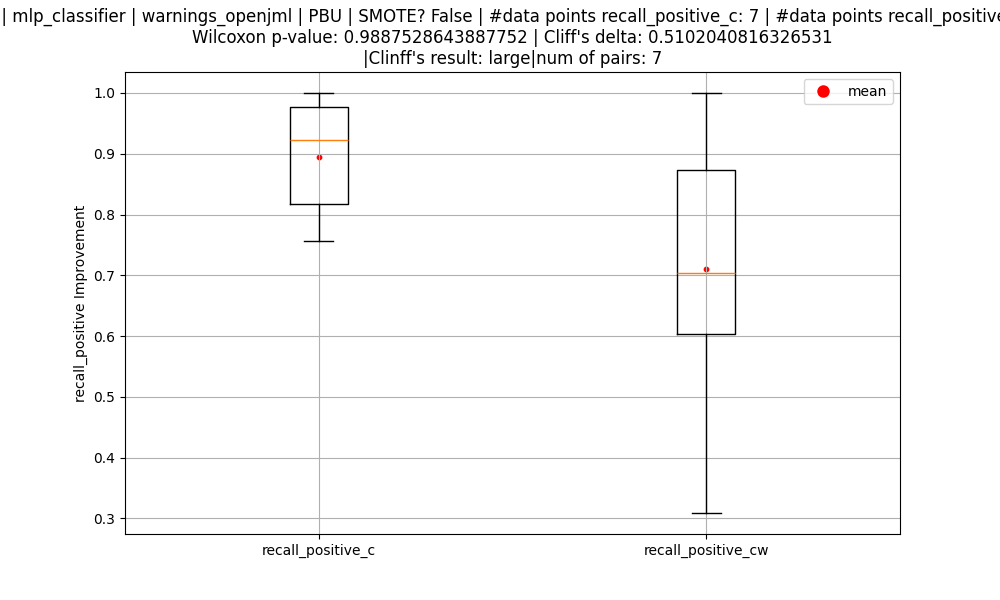 | mlp_classifier | warnings_openjml | PBU | SMOTE? False | #data points recall_positive_c: 7 | #data points
Wilcoxon p-value: 0.9887528643887752 | Cliff's delta: 0.5102040816326531
|Clinff's result: large|num of pairs: 7
mean
1.0
0.9
0.8
0.7
0.6
0.5
0.4
0.3
recall_positive Improvement
recall_positive_c
recall_positive_cw